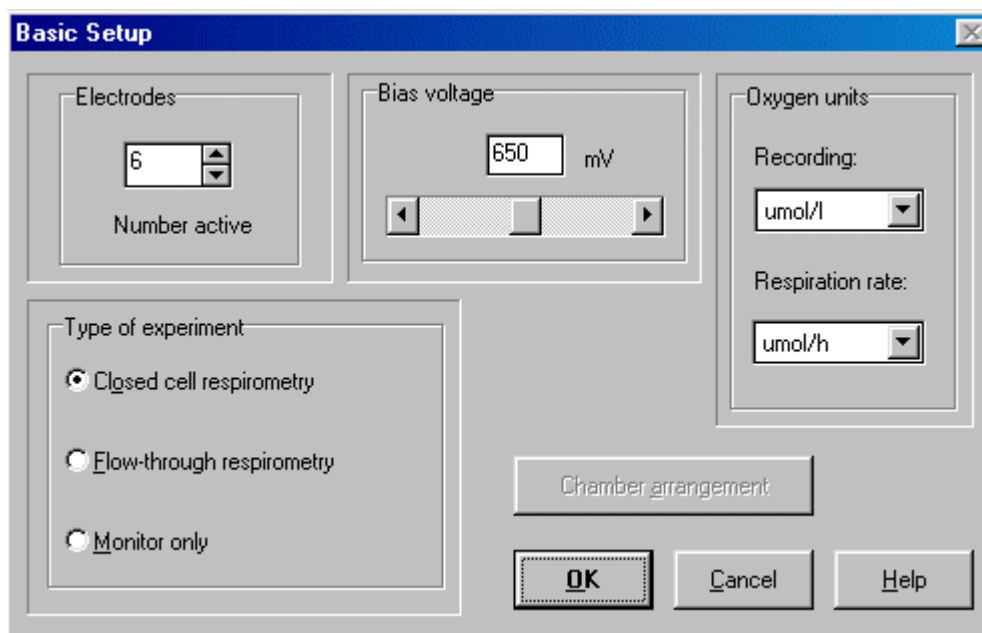 Basic Setup
Electrodes
6
Number active
Bias voltage
650 mV
Oxygen units
Recording:
umol/l
Respiration rate:
umol/h
Type of experiment
Closed cell respirometry
Flow-through respirometry
Monitor only
Chamber arrangement
OK
Cancel
Help